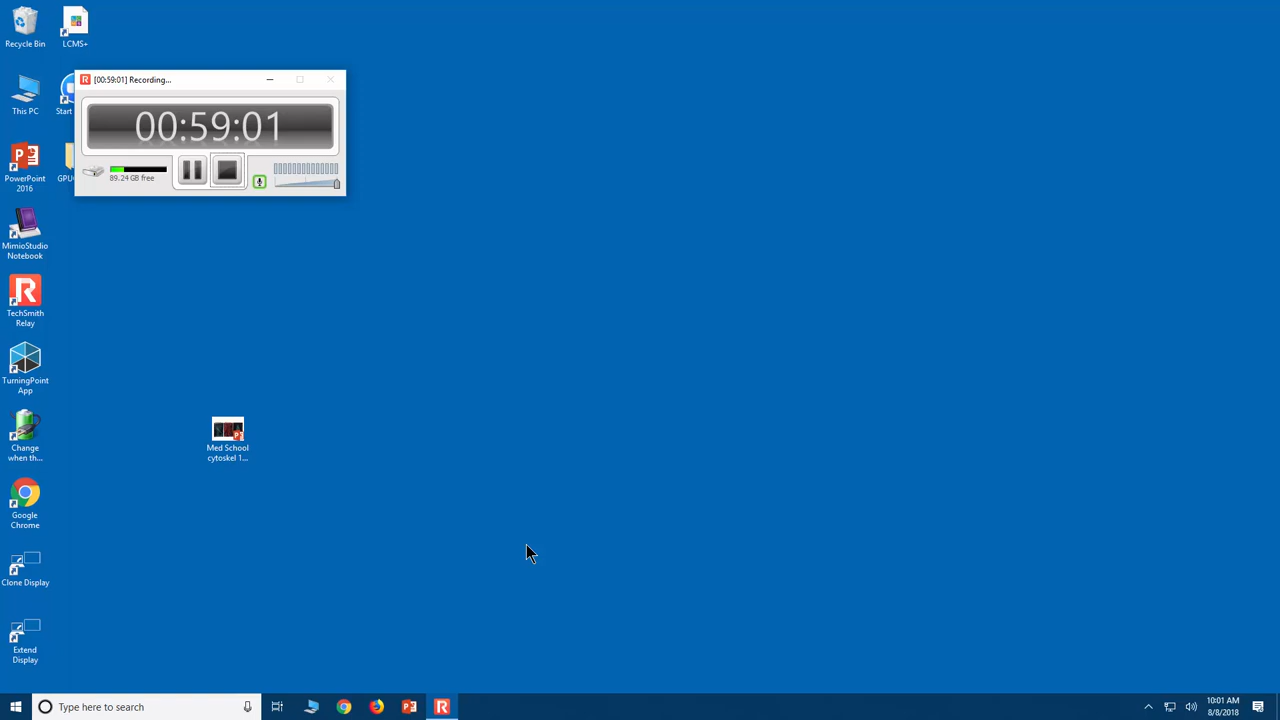 Recycle Bin
LCMS+
[00:59:01] Recording...
This PC
Start
00:59:01
89.24 GB free
PowerPoint
2016
GPU
MimioStudio
Notebook
TechSmith
Relay
TurningPoint
App
Med School
cytoskel 1...
Change
when th...
Google
Chrome
Clone Display
Extend
Display
Type here to search
10:01 AM
8/8/2018